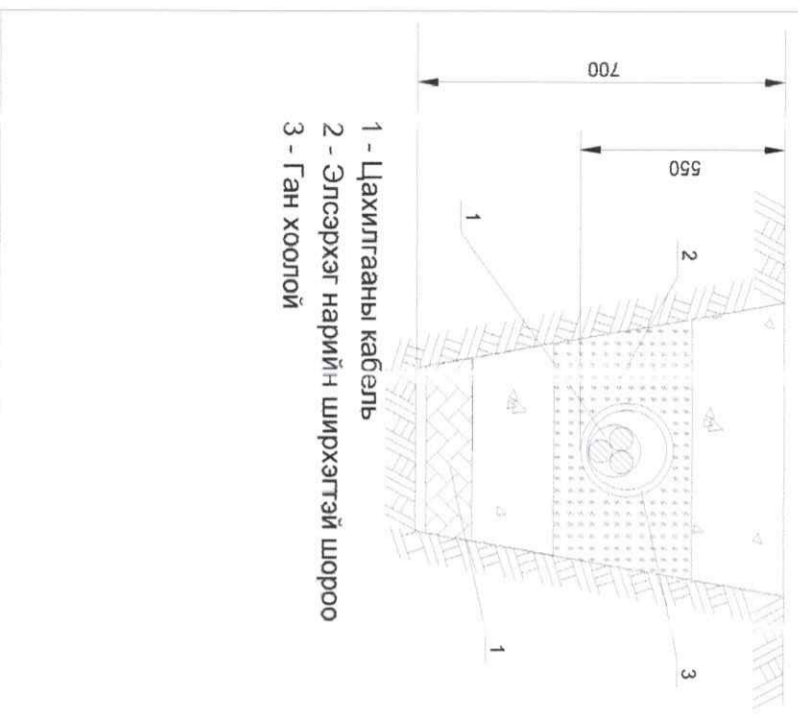 700
550
1
2
1
3
1 - Цахилгааны кабель
2 - Элсэрхэг нарийн ширхэгтэй шороо
3 - Ган хоолой